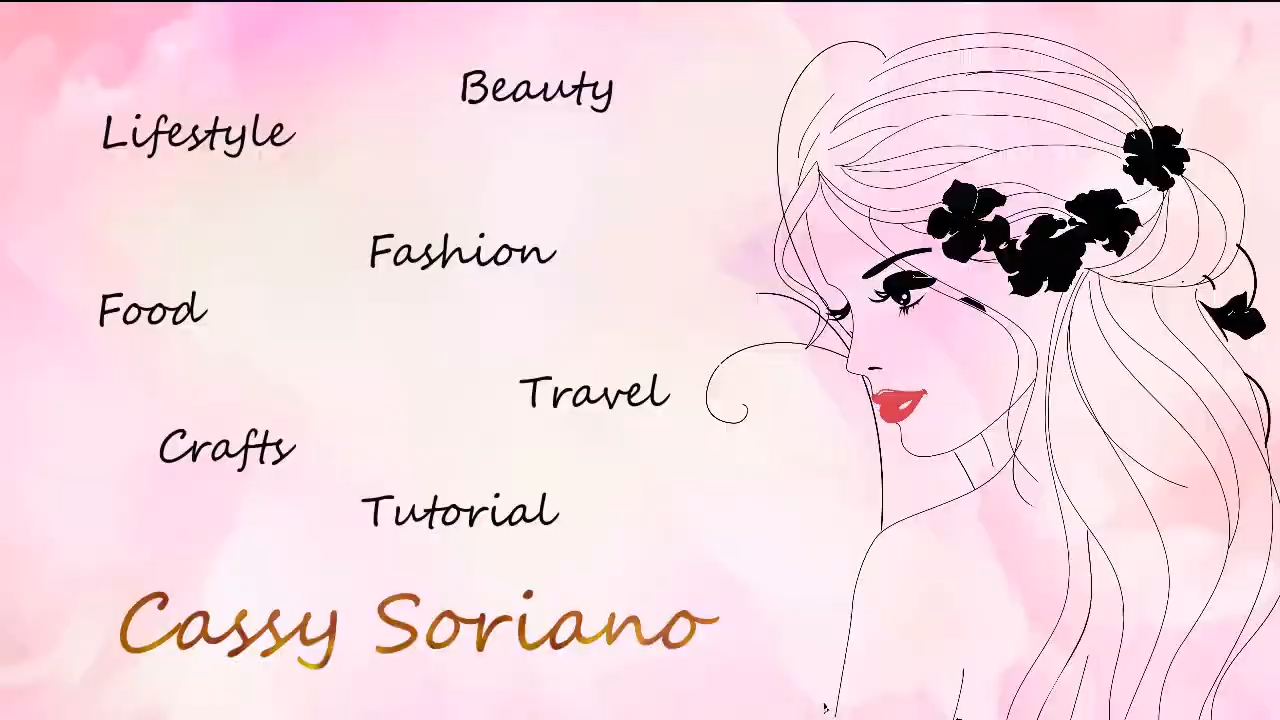 Beauty
Lifestyle
Fashion
Food
Travel
Crafts
Tutorial
Cassy Soriano